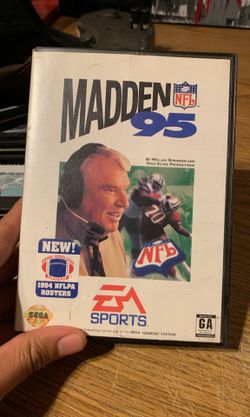 MADDEN
NFL
95
BY WILLIAM ROBINSON AND
HIGH SCORE PRODUCTIONS
20
NFL
NEW!
1994 NFLPA
ROSTERS
SEGA
EA
SPORTS
GA